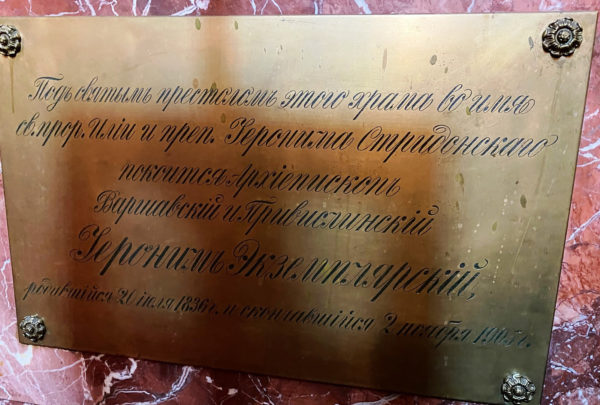 Подъ святымъ престоломъ этого храма во имя
св. прор. Иліи и преп. Іеронима Стридонскаго
покоится Архіепископъ
Варшавскій и Привислинскій
Іеронимъ Экземплярскій,
родившійся 20 іюля 1836 г. и скончавшійся 2 ноября 1905 г.